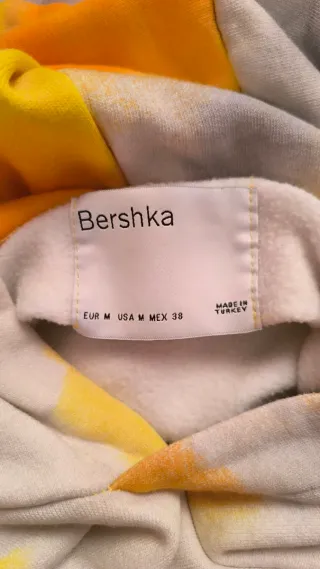 Bershka
EUR M USA M MEX 38
MADE IN
TURKEY